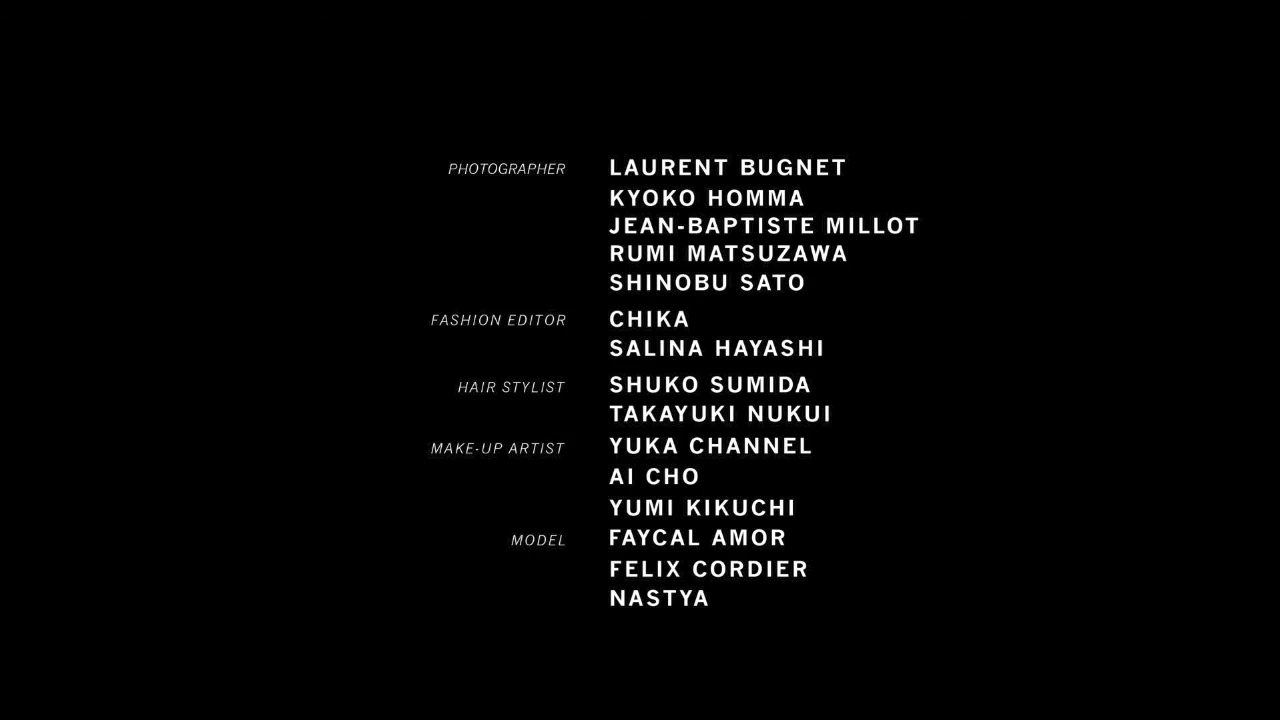 PHOTOGRAPHER LAURENT BUGNET
KYOKO HOMMA
JEAN-BAPTISTE MILLOT
RUMI MATSUZAWA
SHINOBU SATO
FASHION EDITOR CHIKA
SALINA HAYASHI
HAIR STYLIST SHUKO SUMIDA
TAKAYUKI NUKUI
MAKE-UP ARTIST YUKA CHANNEL
AI CHO
YUMI KIKUCHI
MODEL FAYCAL AMOR
FELIX CORDIER
NASTYA